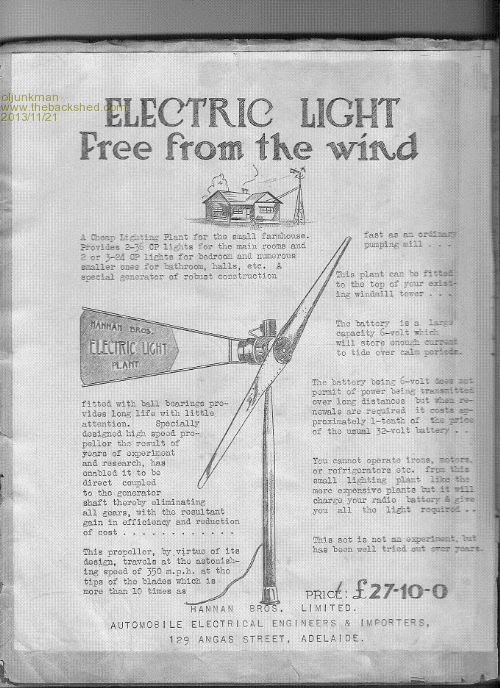 oljunkman
www.thebackshed.com
2013/11/21
ELECTRIC LIGHT
Free from the wind
A Cheap Lighting Plant for the small farmhouse.
Provides 2-36 CP lights for the main rooms and
2 or 3-24 CP lights for bedroom and numerous
smaller ones for bathroom, halls, etc. A
special generator of robust construction
HANNAN BROS.
ELECTRIC LIGHT
PLANT
fitted with ball bearings pro-
vides long life with little
attention. Specially
designed high speed pro-
peller the result of
years of experiment
and research, has
enabled it to be
direct coupled
to the generator
shaft thereby eliminating
all gears, with the resultant
gain in efficiency and reduction
of cost . . . . . . . . . . . .
This propeller, by virtue of its
design, travels at the astonish-
ing speed of 350 m.p.h. at the
tips of the blades which is
more than 10 times as
fast as an ordinary
pumping mill . . .
This plant can be fitted
to the top of your exist-
ing windmill tower . . .
The battery is a large
capacity 6-volt which
will store enough current
to tide over calm periods.
The battery being 6-volt does not
permit of power being transmitted
over long distances but when re-
newals are required it costs ap-
proximately 1-tenth of the price
of the usual 32-volt battery . .
You cannot operate irons, motors,
or refrigerators etc. from this
small lighting plant like the
more expensive plants but it will
charge your radio battery & give
you all the light required . .
This set is not an experiment, but
has been well tried out over years.
PRICE: £27-10-0
HANNAN BROS. LIMITED.
AUTOMOBILE ELECTRICAL ENGINEERS & IMPORTERS,
129 ANGAS STREET, ADELAIDE.